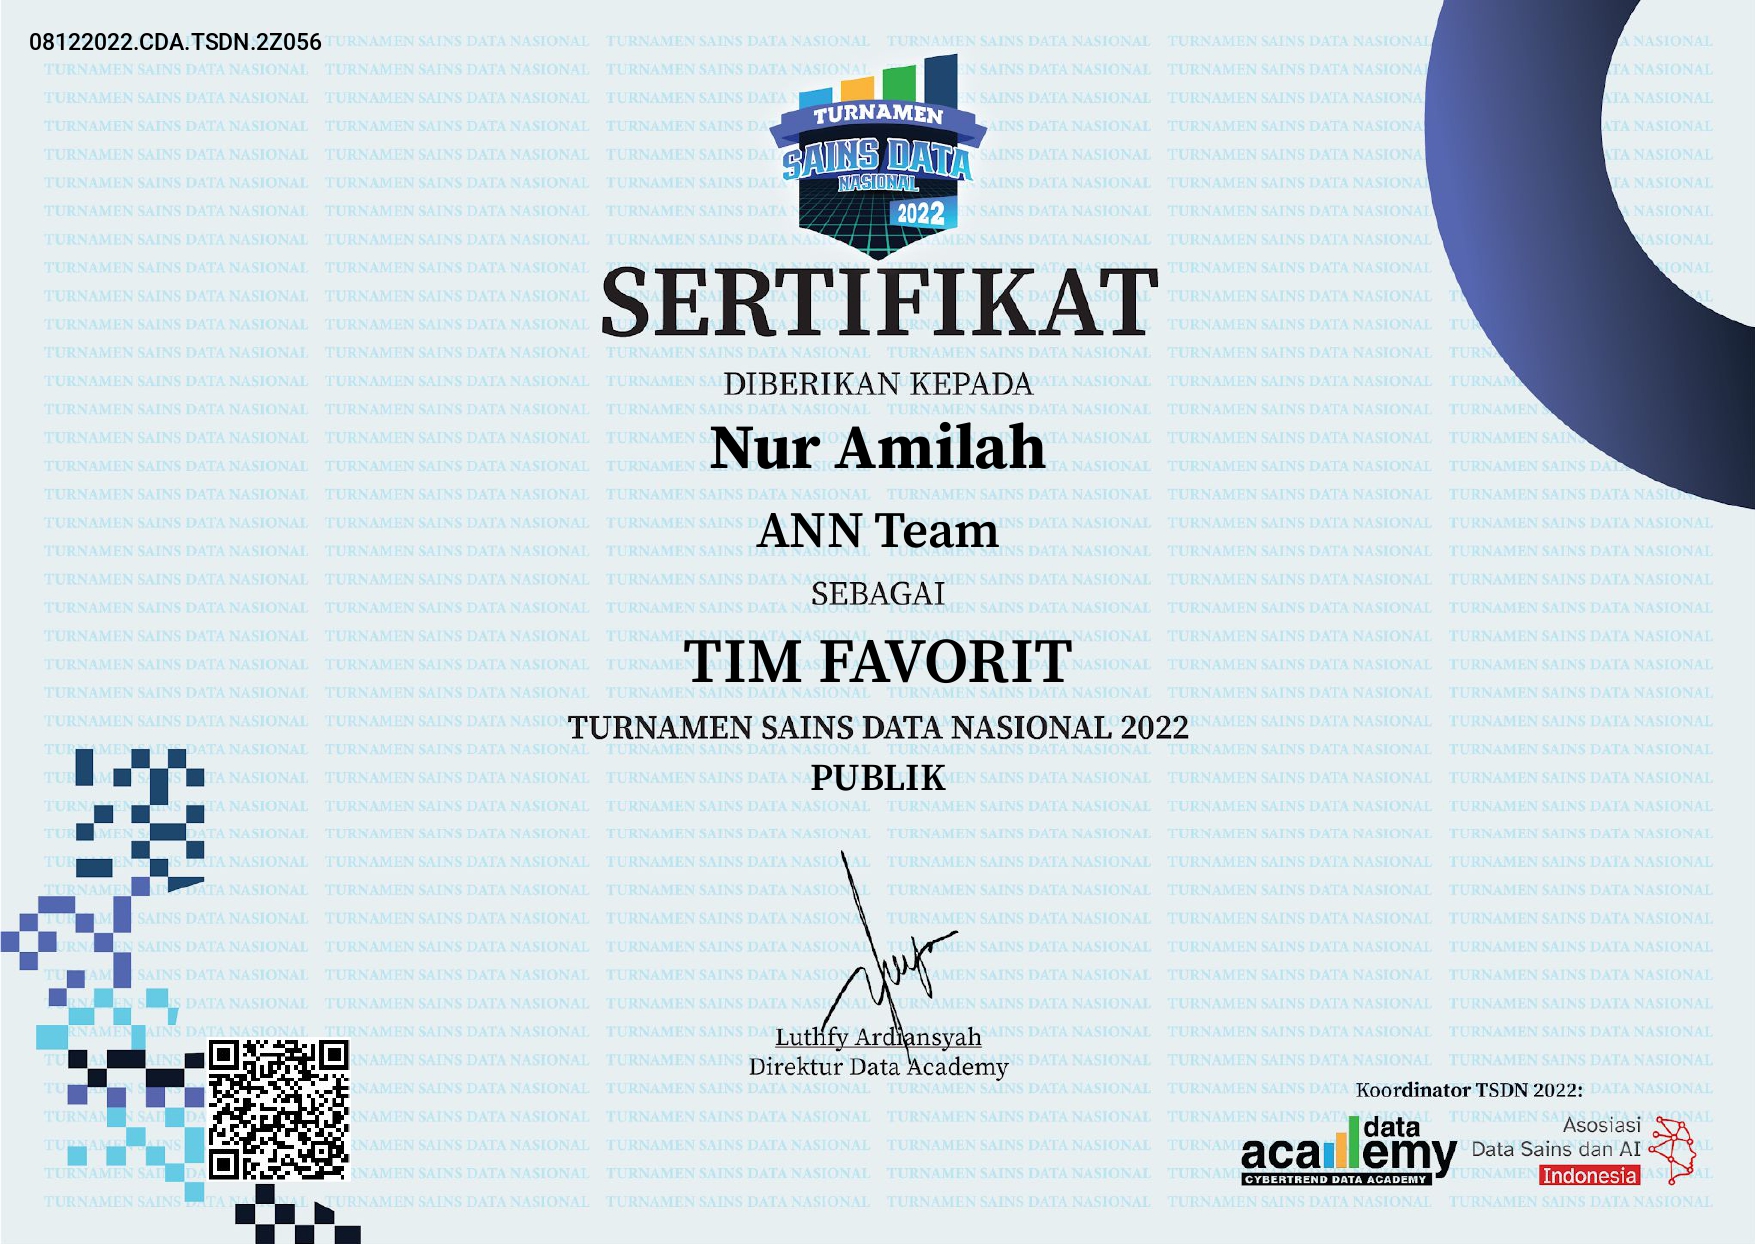 08122022.CDA.TSDN.2Z056
TURNAMEN
SAINS DATA
NASIONAL
2022
SERTIFIKAT
DIBERIKAN KEPADA
Nur Amilah
ANN Team
SEBAGAI
TIM FAVORIT
TURNAMEN SAINS DATA NASIONAL 2022
PUBLIK
Luthfy Ardiansyah
Direktur Data Academy
Koordinator TSDN 2022:
data
academy
CYBERTREND DATA ACADEMY
Asosiasi
Data Sains dan AI
Indonesia